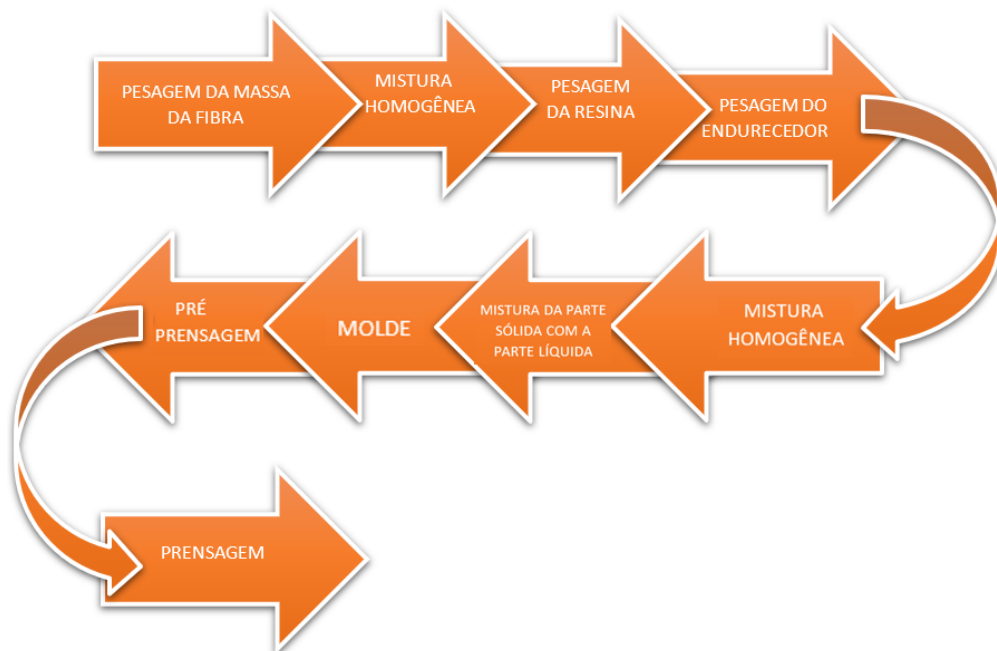 PESAGEM DA MASSA
DA FIBRA
MISTURA
HOMOGÊNEA
PESAGEM
DA RESINA
PESAGEM DO
ENDURECEDOR
MISTURA
HOMOGÊNEA
MISTURA DA PARTE
SÓLIDA COM A
PARTE LÍQUIDA
MOLDE
PRÉ
PRENSAGEM
PRENSAGEM